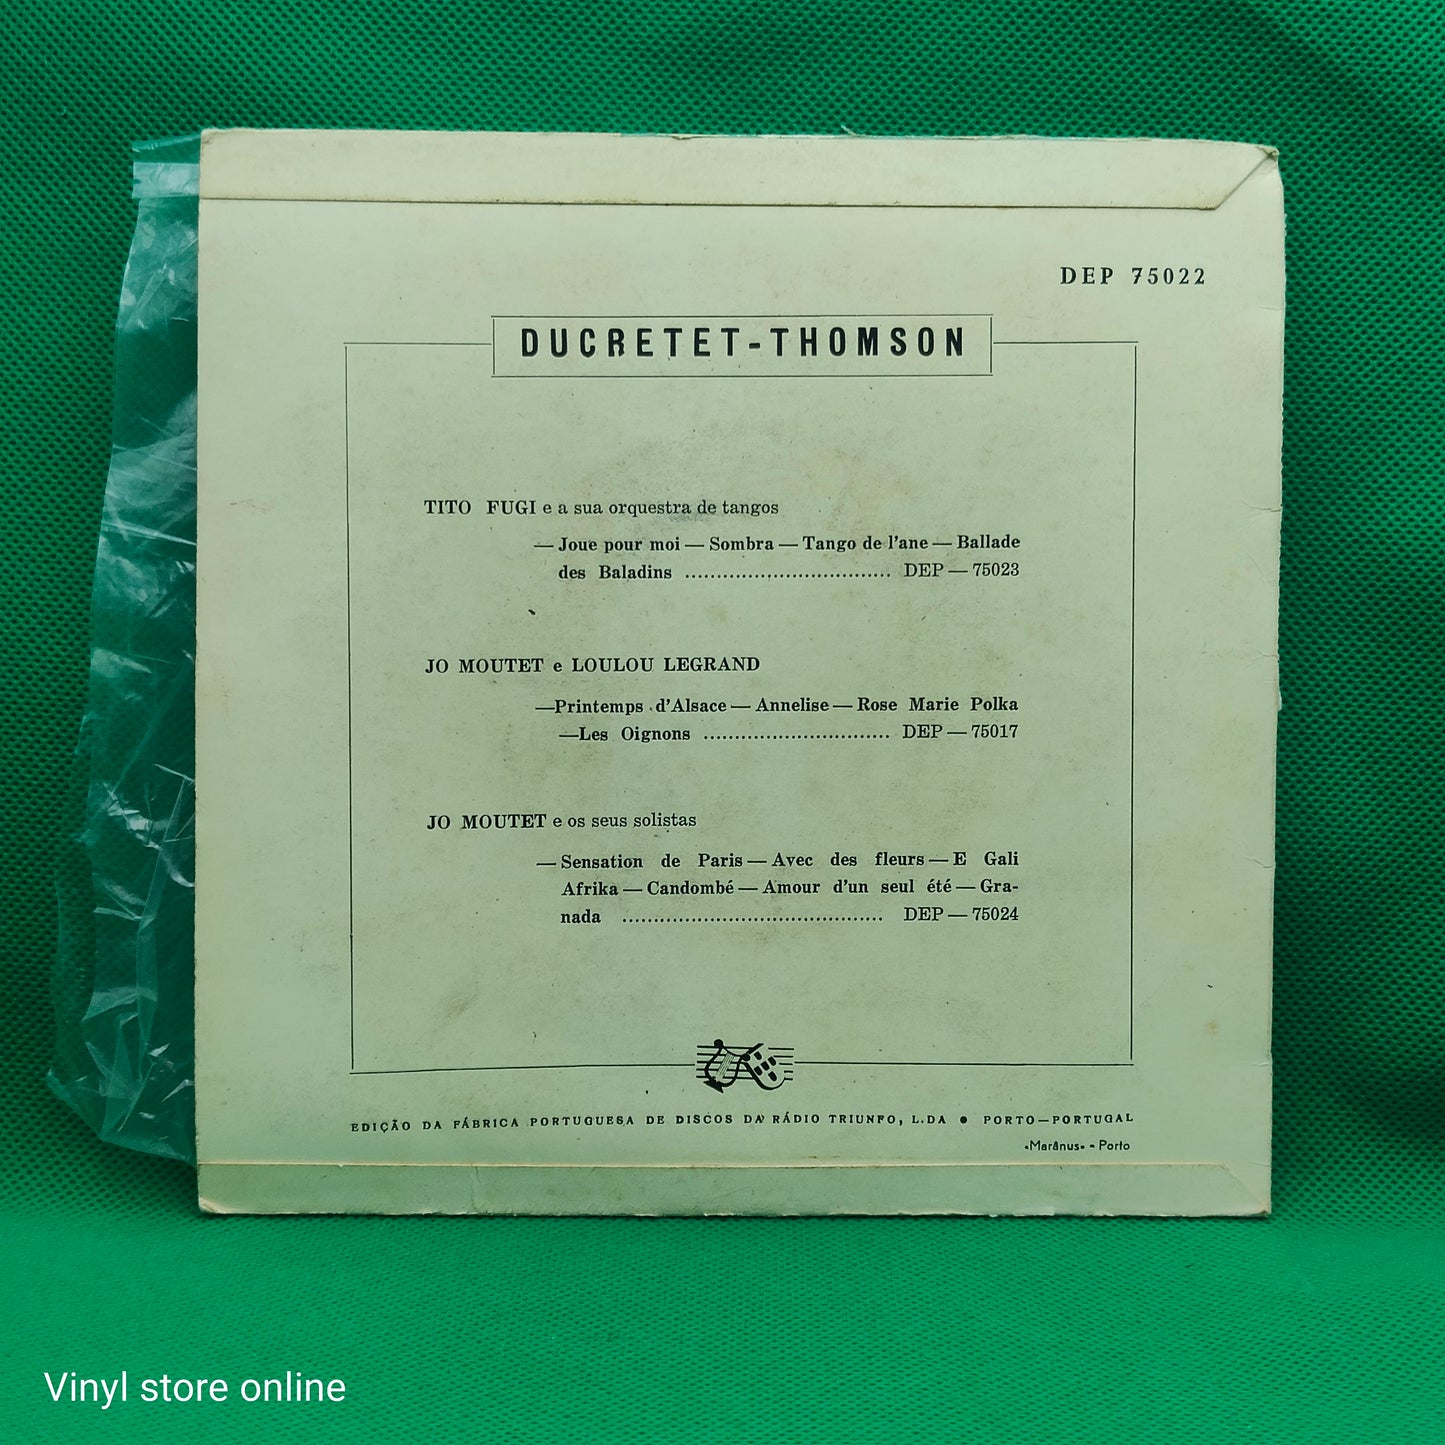 DEP 75022
DUCRETET-THOMSON
TITO FUGI e a sua orquestra de tangos
— Joue pour moi — Sombra — Tango de l'ane — Ballade
des Baladins ................................. DEP — 75023
JO MOUTET e LOULOU LEGRAND
—Printemps d'Alsace — Annelise — Rose Marie Polka
—Les Oignons .............................. DEP — 75017
JO MOUTET e os seus solistas
— Sensation de Paris — Avec des fleurs — E Gali
Afrika — Candombé — Amour d'un seul été — Gra-
nada .......................................... DEP — 75024
EDIÇÃO DA FÁBRICA PORTUGUESA DE DISCOS DA RÁDIO TRIUNFO, L.DA ● PORTO—PORTUGAL
«Marânus» - Porto
Vinyl store online